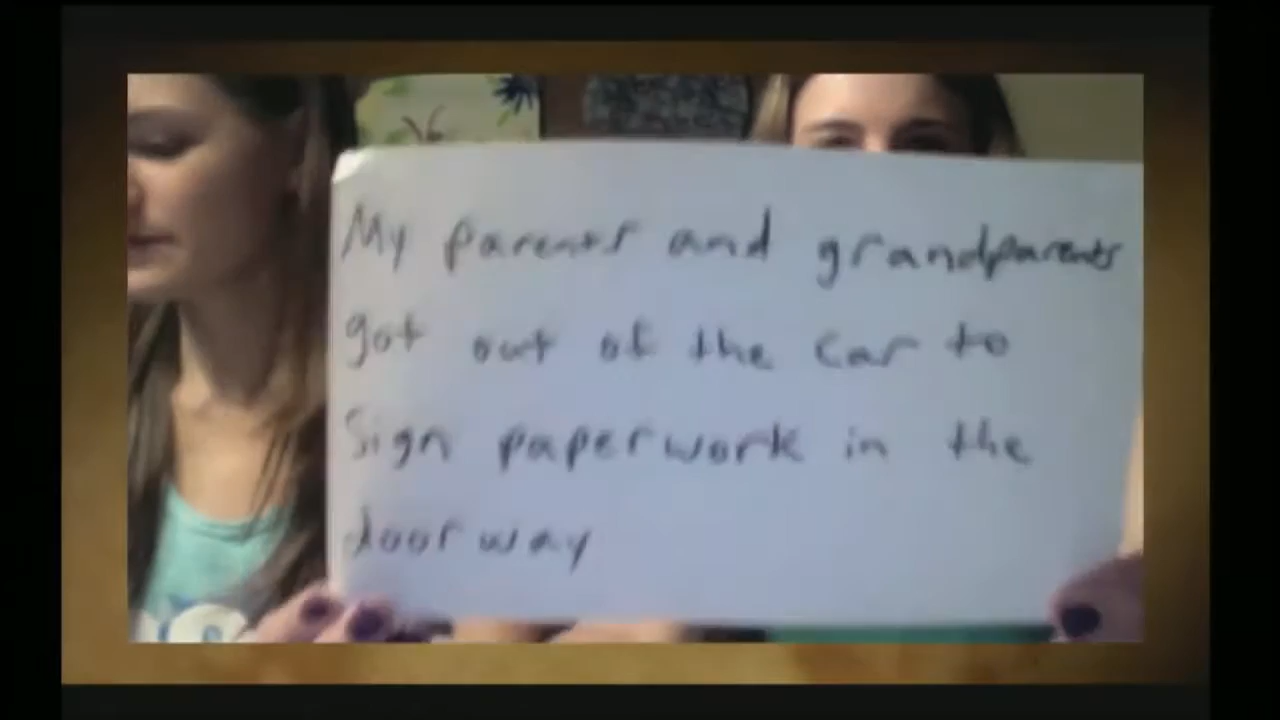 My parents and grandparents
got out of the car to
Sign paperwork in the
doorway